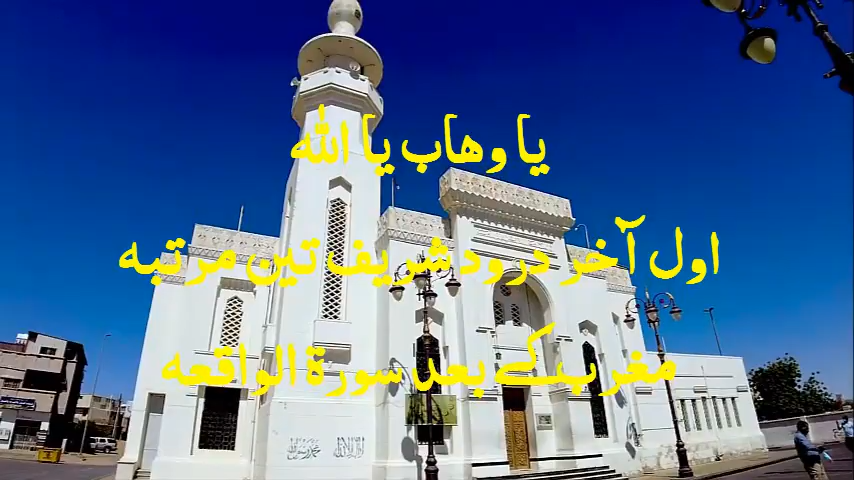 یا وھاب یا اللہ
اول آخر درود شریف تین مرتبہ
مغرب کے بعد سورۃ الواقعہ